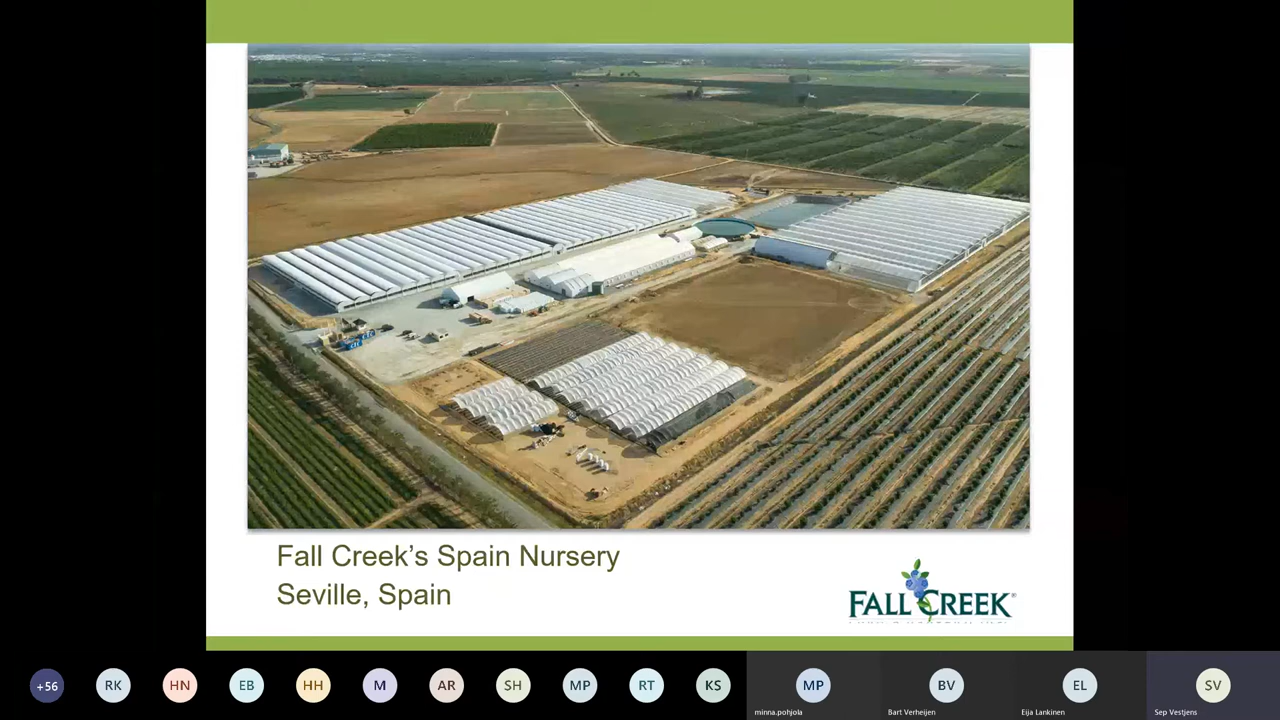 Fall Creek’s Spain Nursery
Seville, Spain
FALL CREEK®
+56
RK
HN
EB
HH
M
AR
SH
MP
RT
KS
MP
BV
EL
SV
minna.pohjola
Bart Verheijen
Eija Lankinen
Sep Vestjens